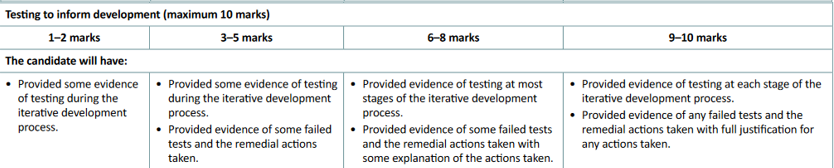 Testing to inform development (maximum 10 marks)
1–2 marks
3–5 marks
6–8 marks
9–10 marks
The candidate will have:
• Provided some evidence
of testing during the
iterative development
process.
• Provided some evidence of testing
during the iterative development
process.
• Provided evidence of some failed
tests and the remedial actions
taken.
• Provided evidence of testing at most
stages of the iterative development
process.
• Provided evidence of some failed tests
and the remedial actions taken with
some explanation of the actions taken.
• Provided evidence of testing at each stage of the
iterative development process.
• Provided evidence of any failed tests and the
remedial actions taken with full justification for
any actions taken.